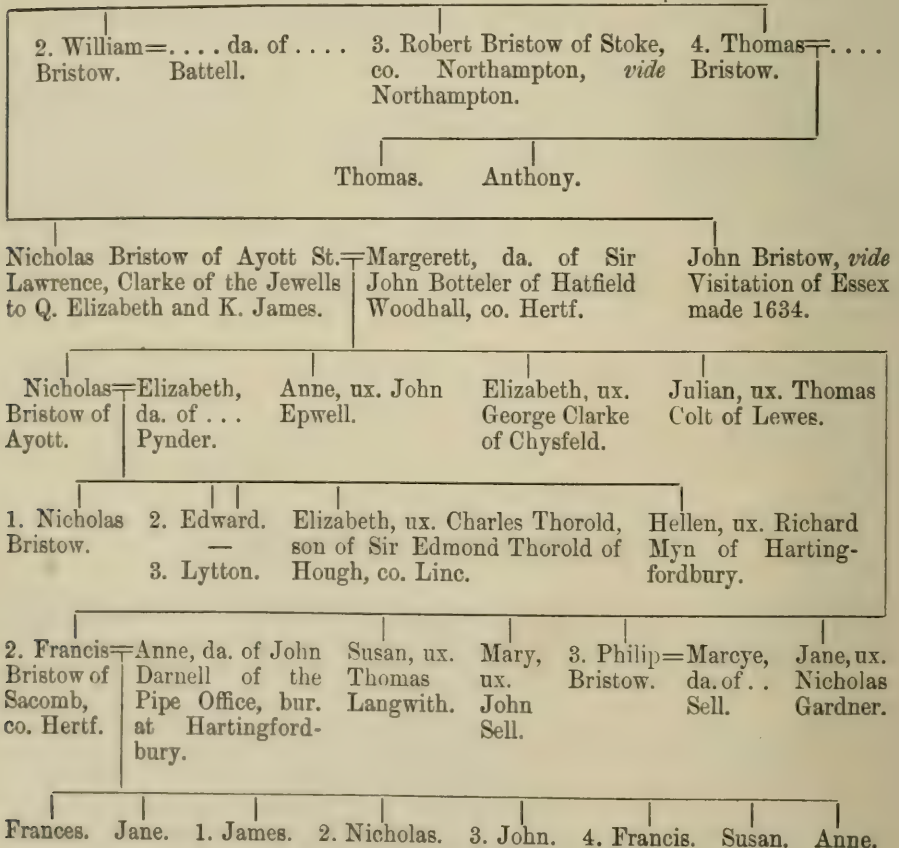 2. William=.... da. of .... 3. Robert Bristow of Stoke, 4. Thomas=....
Bristow. Battell. co. Northampton, vide Bristow.
Northampton.
Thomas. Anthony.
Nicholas Bristow of Ayott St.=Margerett, da. of Sir John Bristow, vide
Lawrence, Clarke of the Jewells John Botteler of Hatfield Visitation of Essex
to Q. Elizabeth and K. James. Woodhall, co. Hertf. made 1634.
Nicholas=Elizabeth, Anne, ux. John Elizabeth, ux. Julian, ux. Thomas
Bristow of da. of ... Epwell. George Clarke Colt of Lewes.
Ayott. Pynder. of Chysfeld.
1. Nicholas 2. Edward. Elizabeth, ux. Charles Thorold, Hellen, ux. Richard
Bristow. — son of Sir Edmond Thorold of Myn of Harting-
3. Lytton. Hough, co. Linc. fordbury.
2. Francis=Anne, da. of John Susan, ux. Mary, 3. Philip=Marcye, Jane, ux.
Bristow of Darnell of the Thomas ux. Bristow. da. of .. Nicholas
Sacomb, Pipe Office, bur. Langwith. John Sell. Gardner.
co. Hertf. at Hartingford- Sell.
bury.
Frances. Jane. 1. James. 2. Nicholas. 3. John. 4. Francis. Susan. Anne.